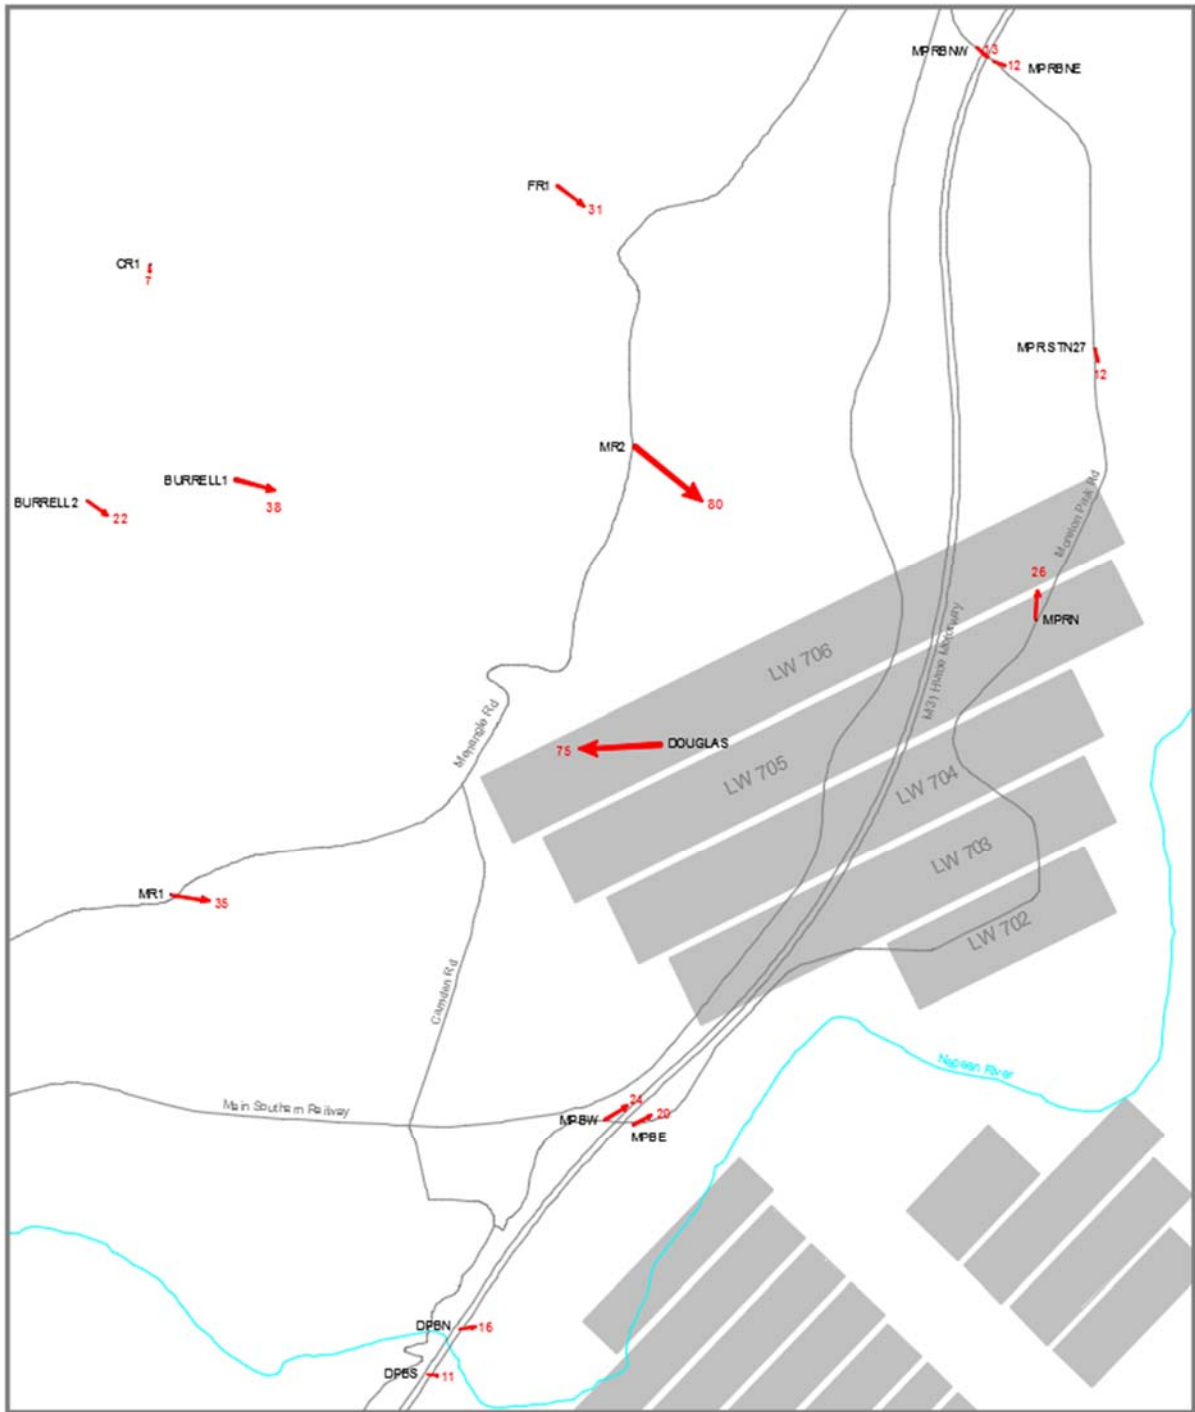 MPRBNW
13
12
MPRBNE
FR1
31
CR1
7
MPRSTN27
12
MR2
80
BURRELL1
38
BURRELL2
22
Moreton Park Rd
26
MPRN
M31 Hume Motorway
LW 706
Menangle Rd
75
DOUGLAS
LW 705
LW 704
LW 703
LW 702
MR1
35
Camden Rd
Nepean River
Main Southern Railway
24
20
MPBW
MPBE
DPBN
16
DPBS
11